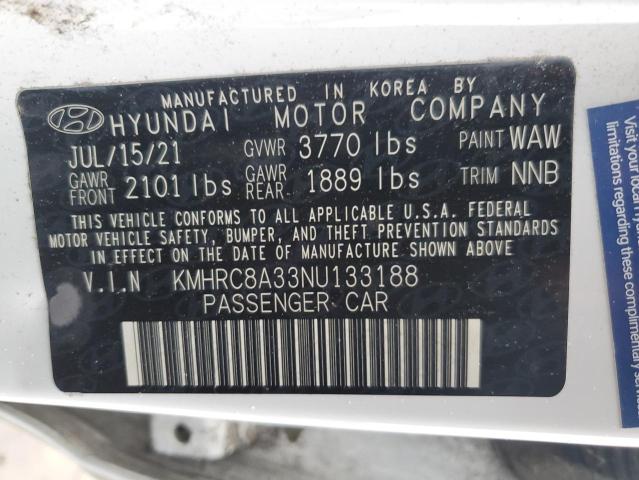 MANUFACTURED IN KOREA BY
HYUNDAI MOTOR COMPANY
JUL/15/21 GVWR 3770 lbs PAINT WAW
GAWR FRONT 2101 lbs GAWR REAR 1889 lbs TRIM NNB
THIS VEHICLE CONFORMS TO ALL APPLICABLE U.S.A. FEDERAL
MOTOR VEHICLE SAFETY, BUMPER, AND THEFT PREVENTION STANDARDS
IN EFFECT ON THE DATE OF MANUFACTURE SHOWN ABOVE
V.I.N KMHRC8A33NU133188
PASSENGER CAR
Visit your local
limitations regarding these
complimentary services